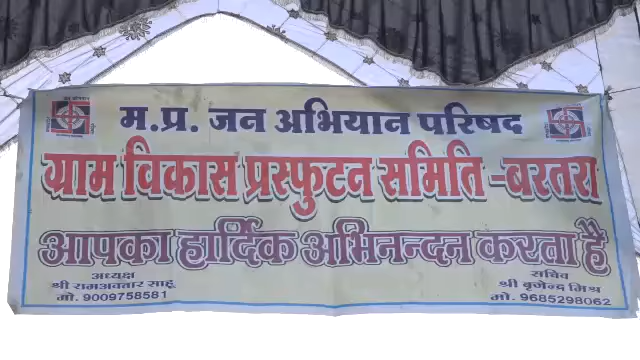 म.प्र. जन अभियान परिषद
ग्राम विकास प्रस्फुटन समिति -बरतरा
आपका हार्दिक अभिनन्दन करता है
अध्यक्ष
श्री रामअवतार साहू
मो. 9009758581
सचिव
श्री बृजेन्द्र मिश्र
मो. 9685298062